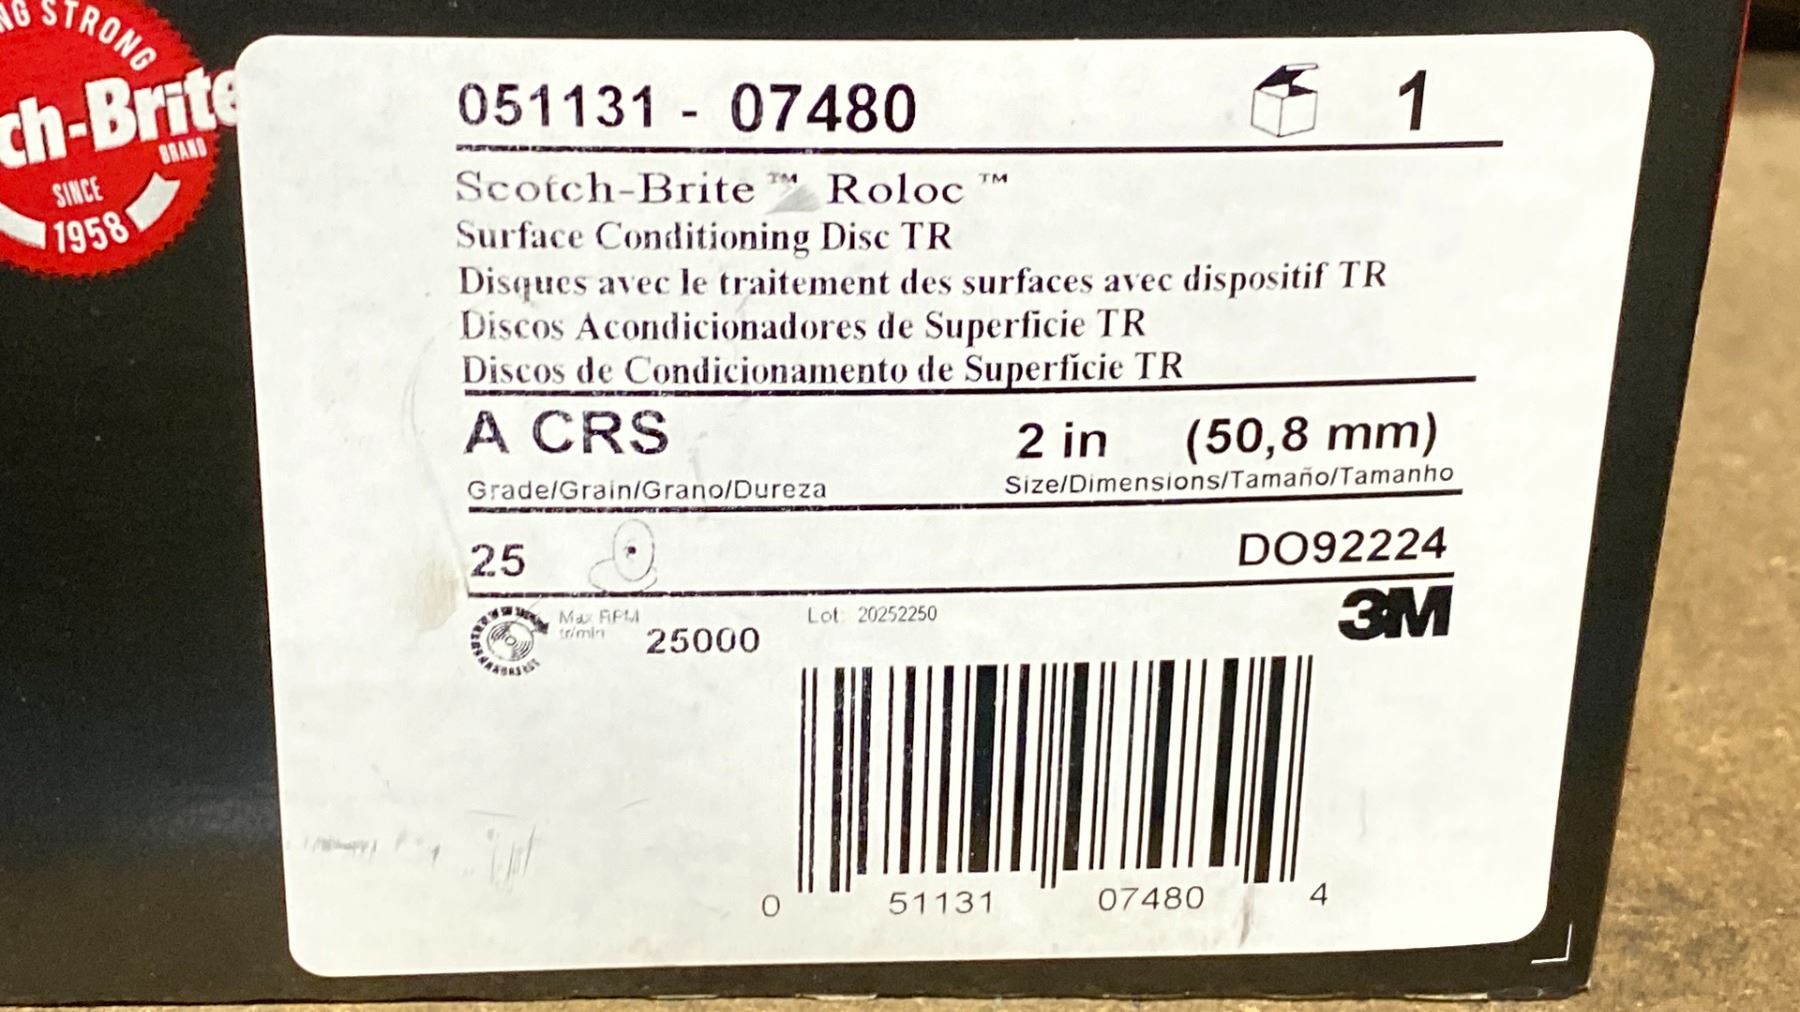 STRONG
ch-Brite
BRAND
SINCE
1958
051131 - 07480
1
Scotch-Brite™ Roloc™
Surface Conditioning Disc TR
Disques avec le traitement des surfaces avec dispositif TR
Discos Acondicionadores de Superficie TR
Discos de Condicionamento de Superfície TR
A CRS
2 in (50,8 mm)
Grade/Grain/Grano/Dureza
Size/Dimensions/Tamaño/Tamanho
25
DO92224
Max RPM
tr/min
25000
Lot: 20252250
3M
0 51131 07480 4